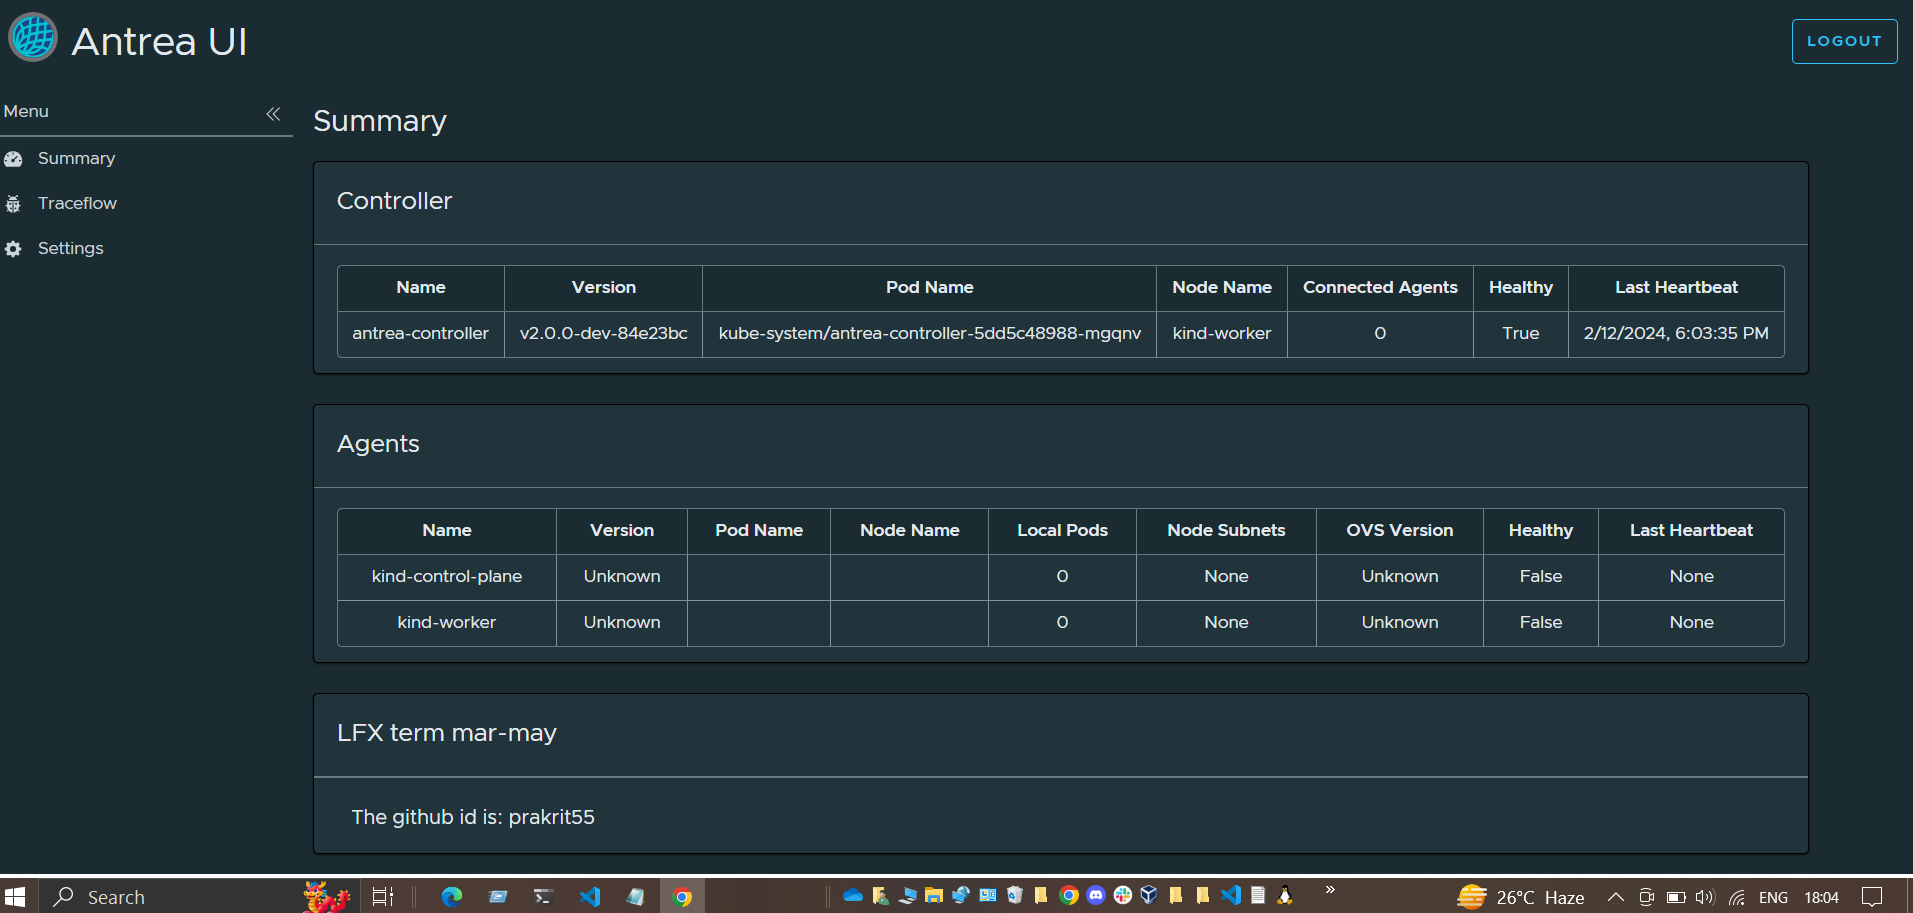 Antrea UI
LOGOUT
Menu
Summary
Traceflow
Settings
Summary
Controller
Name Version Pod Name Node Name Connected Agents Healthy Last Heartbeat
antrea-controller v2.0.0-dev-84e23bc kube-system/antrea-controller-5dd5c48988-mgqnv kind-worker 0 True 2/12/2024, 6:03:35 PM
Agents
Name Version Pod Name Node Name Local Pods Node Subnets OVS Version Healthy Last Heartbeat
kind-control-plane Unknown 0 None Unknown False None
kind-worker Unknown 0 None Unknown False None
LFX term mar-may
The github id is: prakrit55
Search
26°C Haze
ENG
18:04